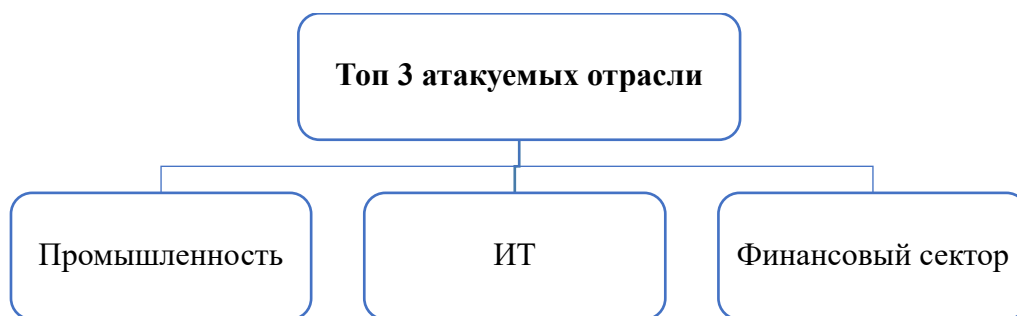 Топ 3 атакуемых отрасли
Промышленность
ИТ
Финансовый сектор